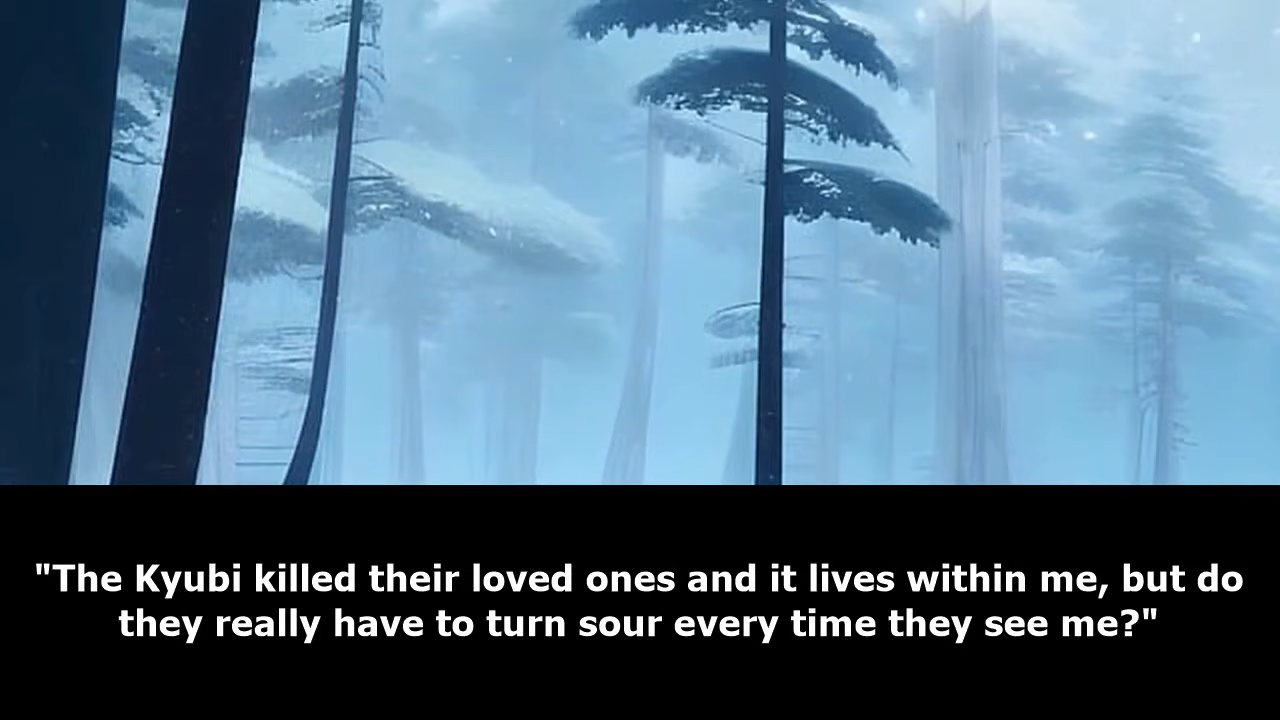 "The Kyubi killed their loved ones and it lives within me, but do
they really have to turn sour every time they see me?"